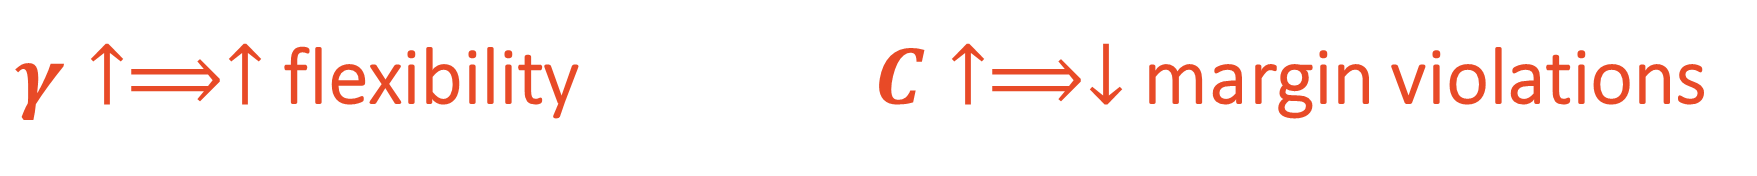 γ ↑⟹↑ flexibility C ↑⟹↓ margin violations